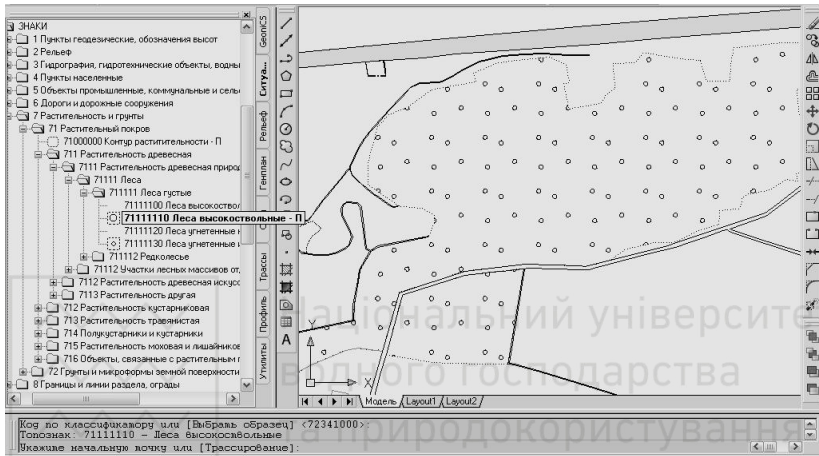 ЗНАКИ
1 Пункты геодезические, обозначения высот
2 Рельеф
3 Гидрография, гидротехнические объекты, водны
4 Пункты населенные
5 Объекты промышленные, коммунальные и сель
6 Дороги и дорожные сооружения
7 Растительность и грунты
71 Растительный покров
71000000 Контур растительности - П
711 Растительность древесная
7111 Растительность древесная природ
71111 Леса
711111 Леса густые
71111100 Леса высокоствол
71111110 Леса высокоствольные - П
71111120 Леса угнетенные н
71111130 Леса угнетенные н
711112 Редколесье
71112 Участки лесных массивов от,
7112 Растительность древесная искусс
7113 Растительность другая
712 Растительность кустарниковая
713 Растительность травянистая
714 Полукустарники и кустарнички
715 Растительность моховая и лишайников
716 Объекты, связанные с растительным п
72 Грунты и микроформы земной поверхности
8 Границы и линии раздела, ограды
GeoniCS
Ситуа...
Рельеф
Генплан
С
Трассы
Профиль
Утилиты
A
Y
X
Модель
Layout1
Layout2
Національний університе
водного господарства
а природокористування
Код по классификатору или [Выбрать образец] <72341000>:
Топознак: 71111110 - Леса высокоствольные
Укажите начальную точку или [Трассирование]: